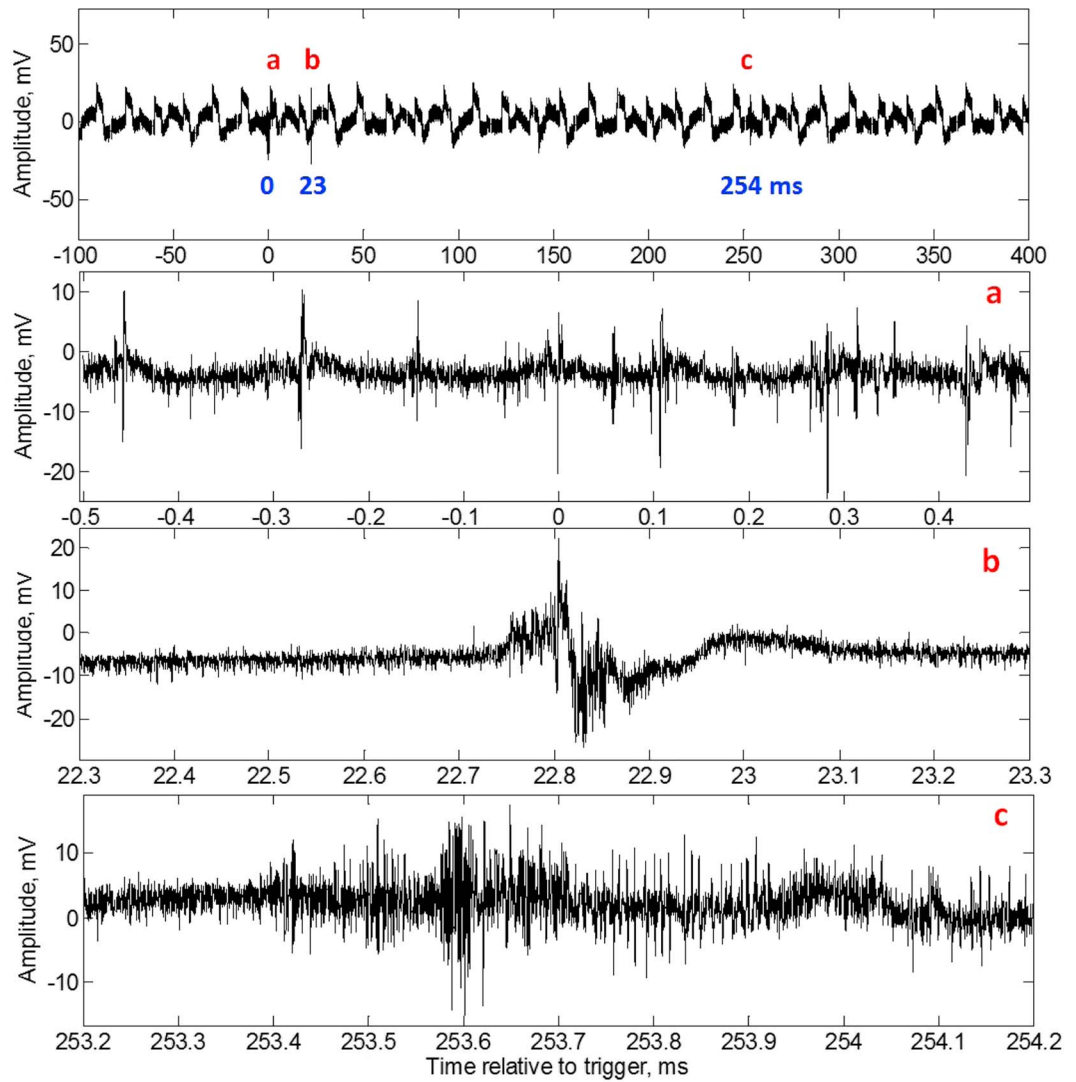 Amplitude, mV
50
0
-50
a b c
0 23 254 ms
-100 -50 0 50 100 150 200 250 300 350 400
Amplitude, mV
10
0
-10
-20
a
-0.5 -0.4 -0.3 -0.2 -0.1 0 0.1 0.2 0.3 0.4
Amplitude, mV
20
10
0
-10
-20
b
22.3 22.4 22.5 22.6 22.7 22.8 22.9 23 23.1 23.2 23.3
Amplitude, mV
10
0
-10
c
253.2 253.3 253.4 253.5 253.6 253.7 253.8 253.9 254 254.1 254.2
Time relative to trigger, ms